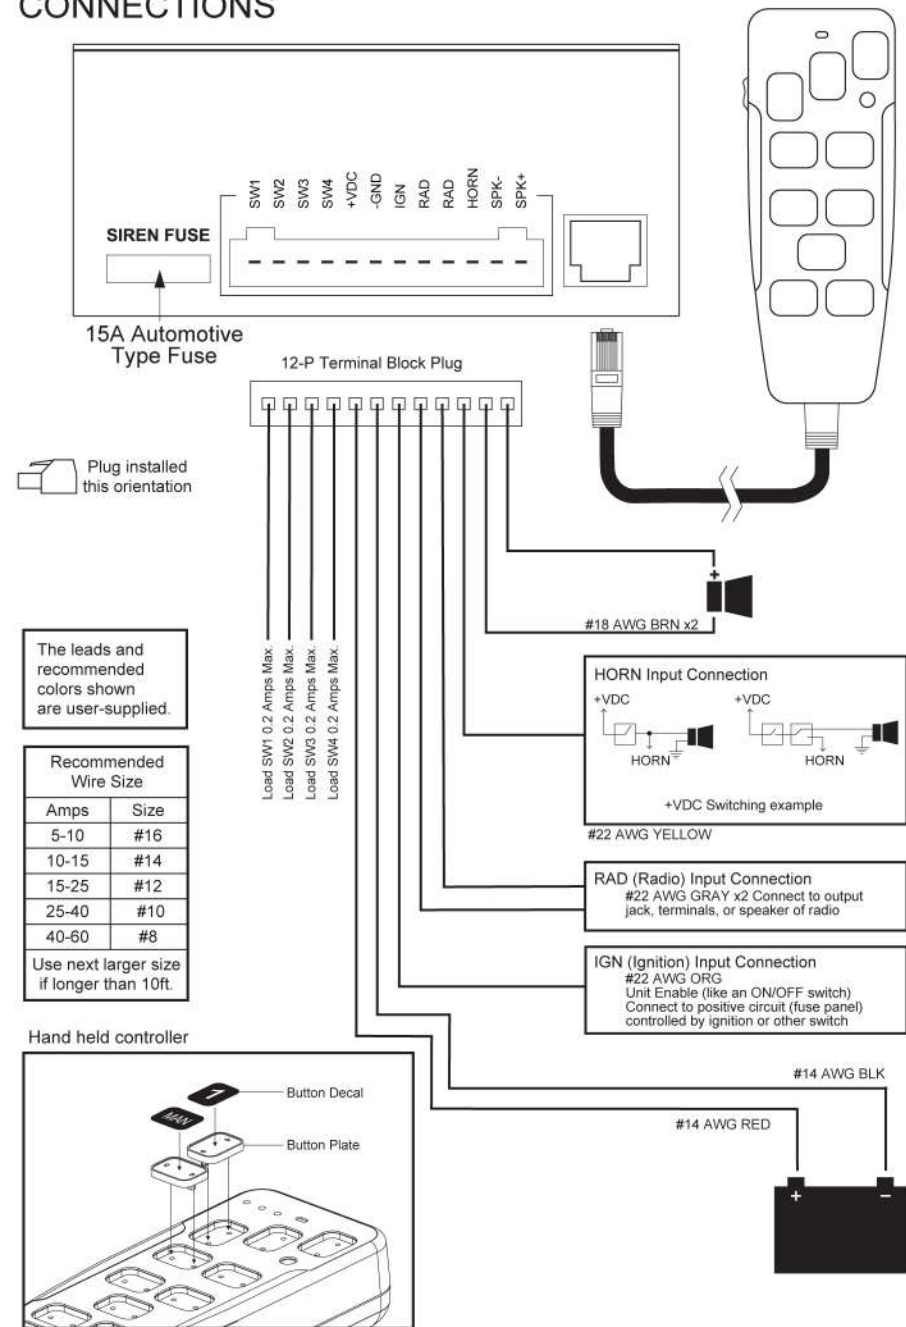 CONNECTIONS
SW1
SW2
SW3
SW4
+VDC
-GND
IGN
RAD
RAD
HORN
SPK-
SPK+
SIREN FUSE
15A Automotive
Type Fuse
12-P Terminal Block Plug
Plug installed
this orientation
+
#18 AWG BRN x2
The leads and
recommended
colors shown
are user-supplied.
Load SW1 0.2 Amps Max.
Load SW2 0.2 Amps Max.
Load SW3 0.2 Amps Max.
Load SW4 0.2 Amps Max.
HORN Input Connection
+VDC
+VDC
HORN
HORN
+VDC Switching example
#22 AWG YELLOW
Recommended
Wire Size
Amps Size
5-10 #16
10-15 #14
15-25 #12
25-40 #10
40-60 #8
Use next larger size
if longer than 10ft.
RAD (Radio) Input Connection
#22 AWG GRAY x2 Connect to output
jack, terminals, or speaker of radio
IGN (Ignition) Input Connection
#22 AWG ORG
Unit Enable (like an ON/OFF switch)
Connect to positive circuit (fuse panel)
controlled by ignition or other switch
#14 AWG BLK
#14 AWG RED
+ −
Hand held controller
1
MAN
Button Decal
Button Plate